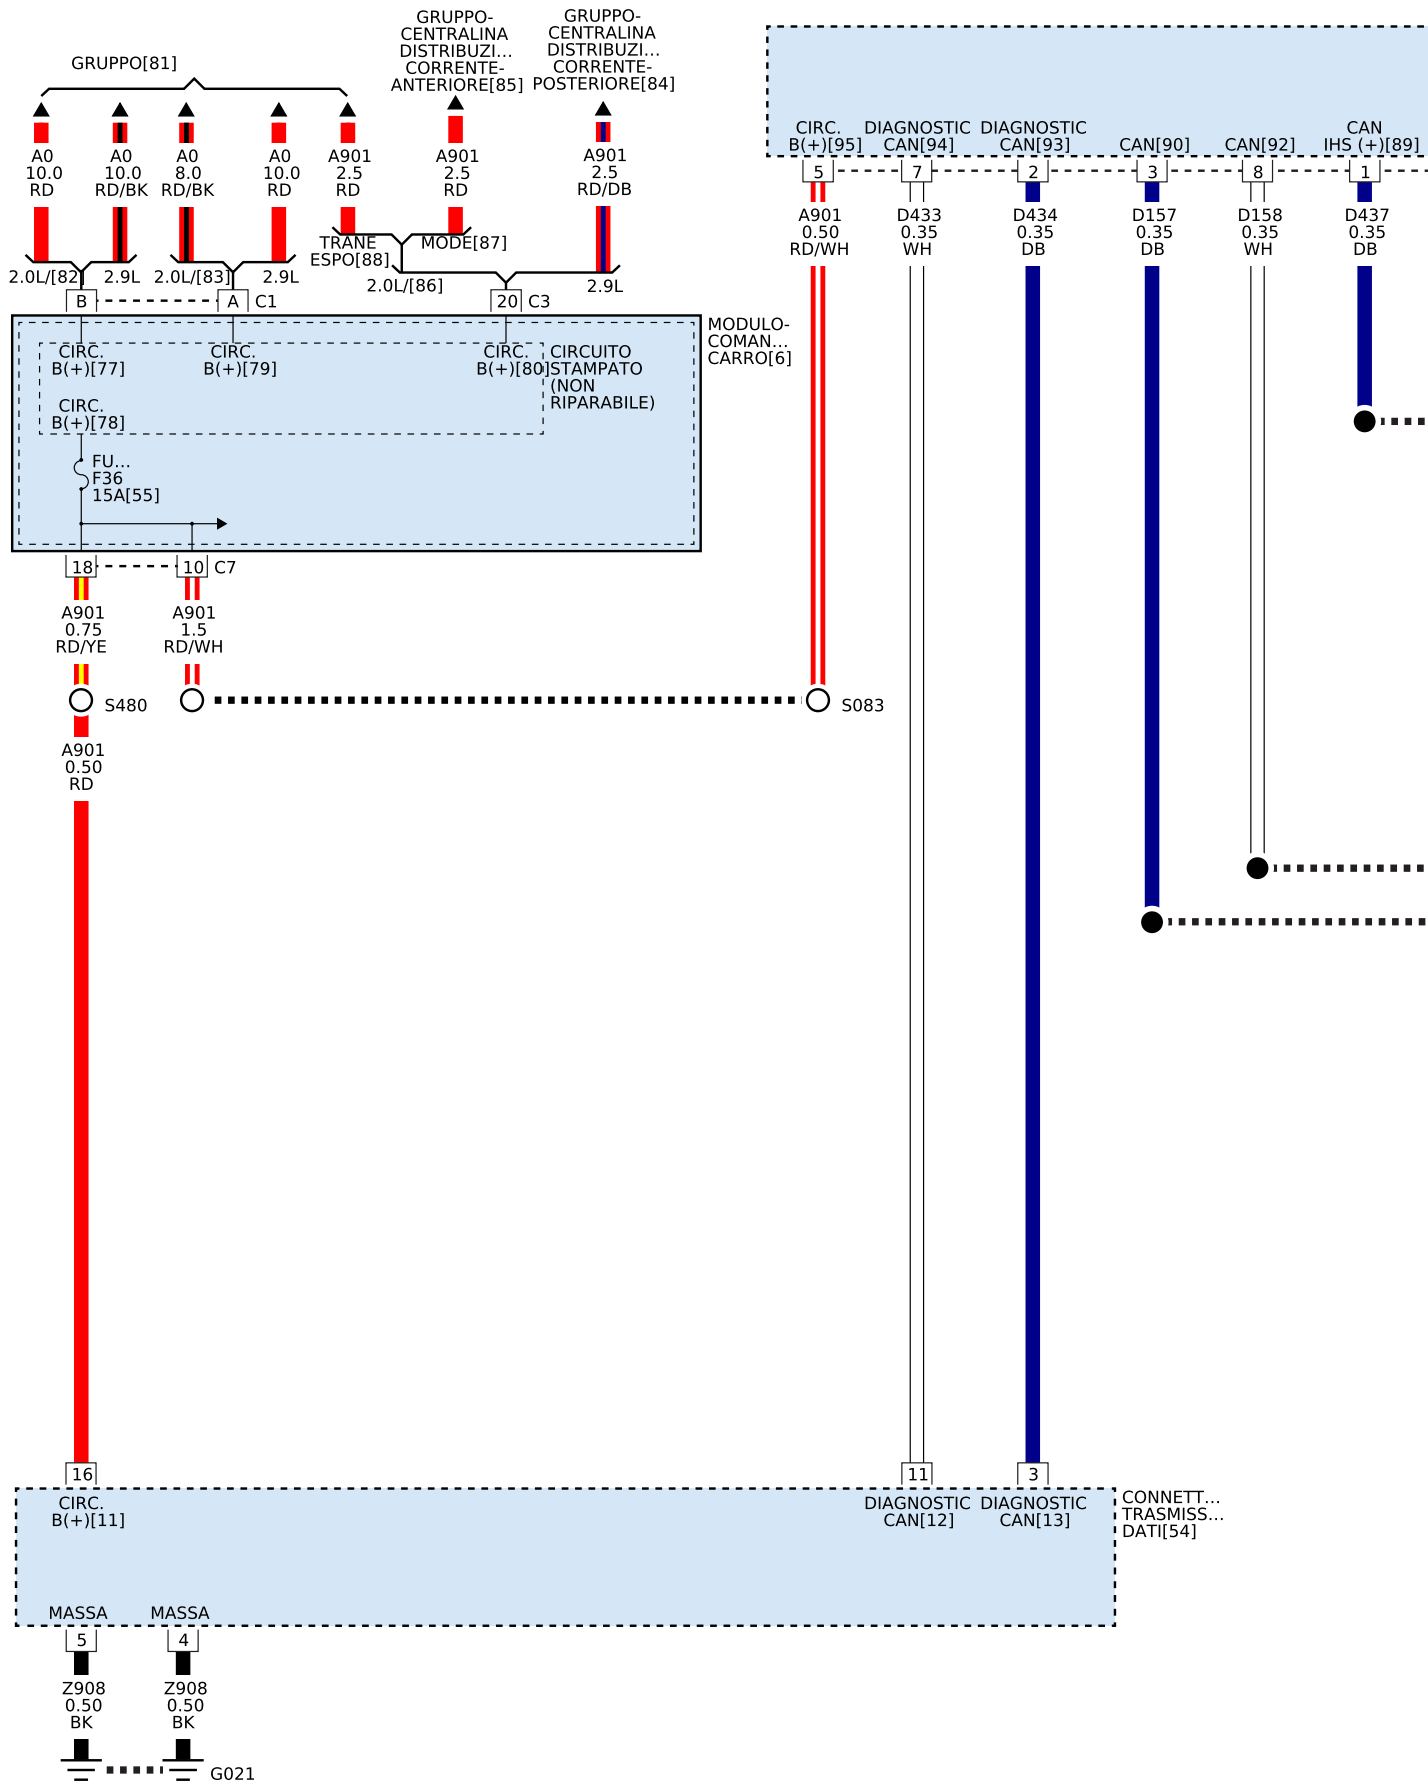 GRUPPO[81]
GRUPPO-
CENTRALINA
DISTRIBUZI...
CORRENTE-
ANTERIORE[85]
GRUPPO-
CENTRALINA
DISTRIBUZI...
CORRENTE-
POSTERIORE[84]
A0
10.0
RD
A0
10.0
RD/BK
A0
8.0
RD/BK
A0
10.0
RD
A901
2.5
RD
A901
2.5
RD
A901
2.5
RD/DB
TRANE
ESPO[88]
MODE[87]
2.0L/[82]
2.9L
2.0L/[83]
2.9L
2.0L/[86]
2.9L
B
A
C1
20
C3
MODULO-
COMAN...
CARRO[6]
CIRC.
B(+)[77]
CIRC.
B(+)[79]
CIRC.
B(+)[80]
CIRCUITO
STAMPATO
(NON
RIPARABILE)
CIRC.
B(+)[78]
FU...
F36
15A[55]
18
10
C7
A901
0.75
RD/YE
A901
1.5
RD/WH
S480
S083
A901
0.50
RD
CIRC.
B(+)[95]
DIAGNOSTIC
CAN[94]
DIAGNOSTIC
CAN[93]
CAN[90]
CAN[92]
CAN
IHS (+)[89]
5
7
2
3
8
1
A901
0.50
RD/WH
D433
0.35
WH
D434
0.35
DB
D157
0.35
DB
D158
0.35
WH
D437
0.35
DB
16
11
3
CIRC.
B(+)[11]
DIAGNOSTIC
CAN[12]
DIAGNOSTIC
CAN[13]
CONNETT...
TRASMISS...
DATI[54]
MASSA
MASSA
5
4
Z908
0.50
BK
Z908
0.50
BK
G021